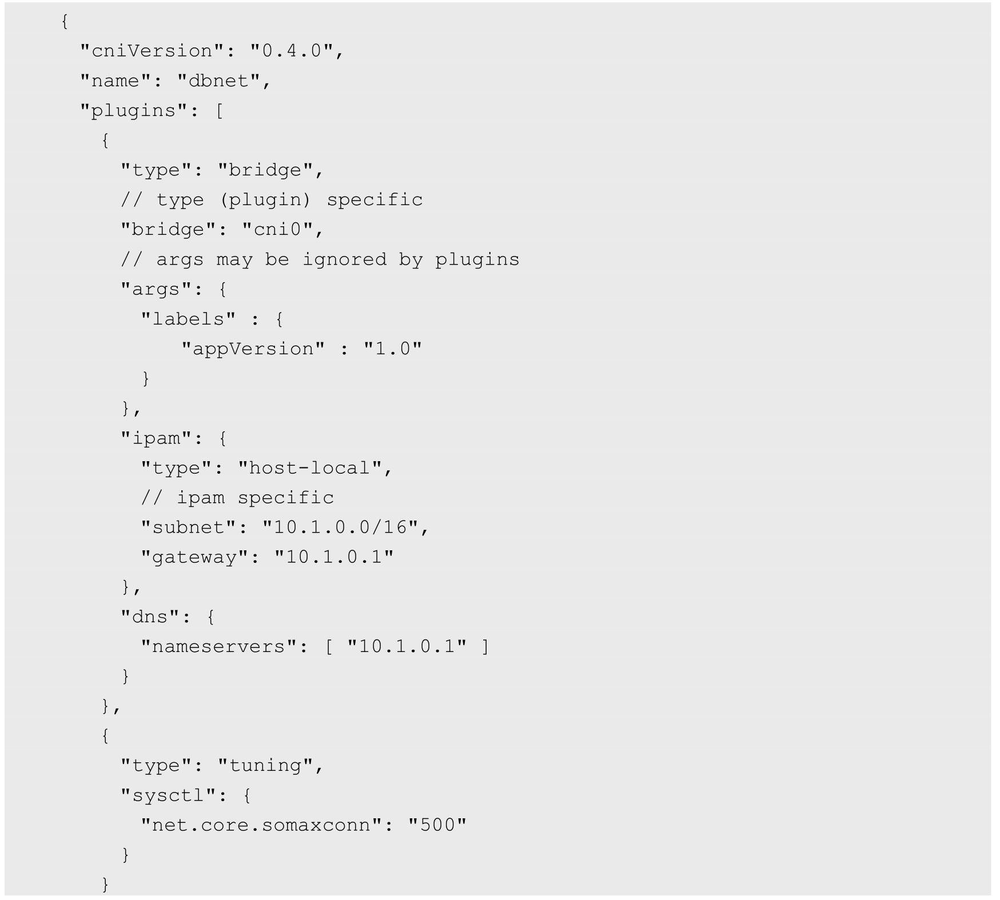 {
"cniVersion": "0.4.0",
"name": "dbnet",
"plugins": [
{
"type": "bridge",
// type (plugin) specific
"bridge": "cni0",
// args may be ignored by plugins
"args": {
"labels" : {
"appVersion" : "1.0"
}
},
"ipam": {
"type": "host-local",
// ipam specific
"subnet": "10.1.0.0/16",
"gateway": "10.1.0.1"
},
"dns": {
"nameservers": [ "10.1.0.1" ]
}
},
{
"type": "tuning",
"sysctl": {
"net.core.somaxconn": "500"
}
}